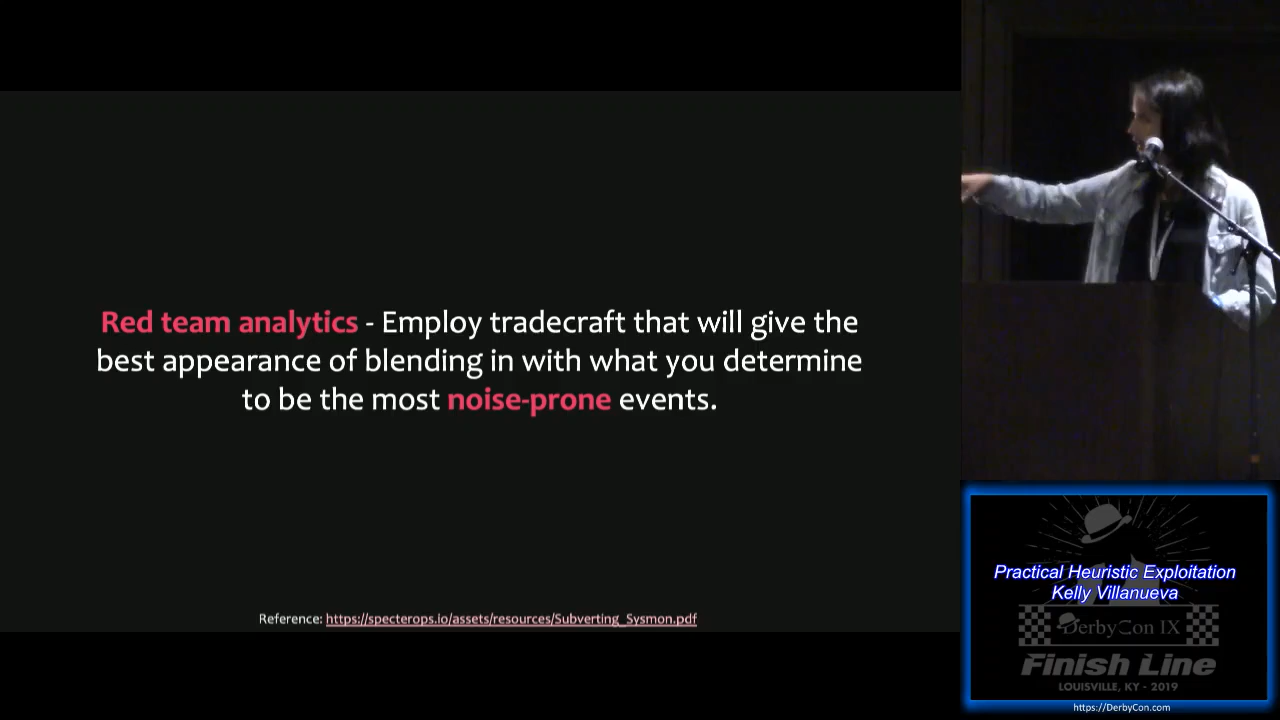 Red team analytics - Employ tradecraft that will give the
best appearance of blending in with what you determine
to be the most noise-prone events.
Reference: https://specterops.io/assets/resources/Subverting_Sysmon.pdf
Practical Heuristic Exploitation
Kelly Villanueva
DerbyCon IX
Finish Line
LOUISVILLE, KY - 2019
https://DerbyCon.com